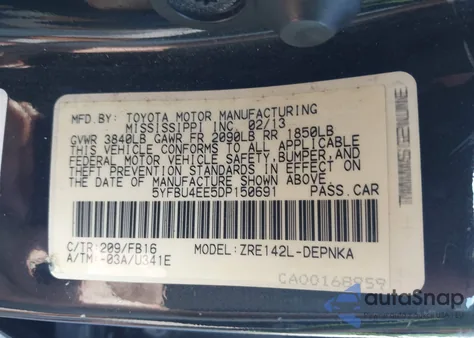 MFD. BY: TOYOTA MOTOR MANUFACTURING
MISSISSIPPI INC. 02/13
GVWR 3840LB GAWR FR 2090LB RR 1850LB
THIS VEHICLE CONFORMS TO ALL APPLICABLE
FEDERAL MOTOR VEHICLE SAFETY, BUMPER, AND
THEFT PREVENTION STANDARDS IN EFFECT ON
THE DATE OF MANUFACTURE SHOWN ABOVE.
5YFBU4EE5DP150691 PASS. CAR
C/TR:209/FB16 MODEL:ZRE142L-DEPNKA
A/TM:-03A/U341E
CA0016B959
autoSnap